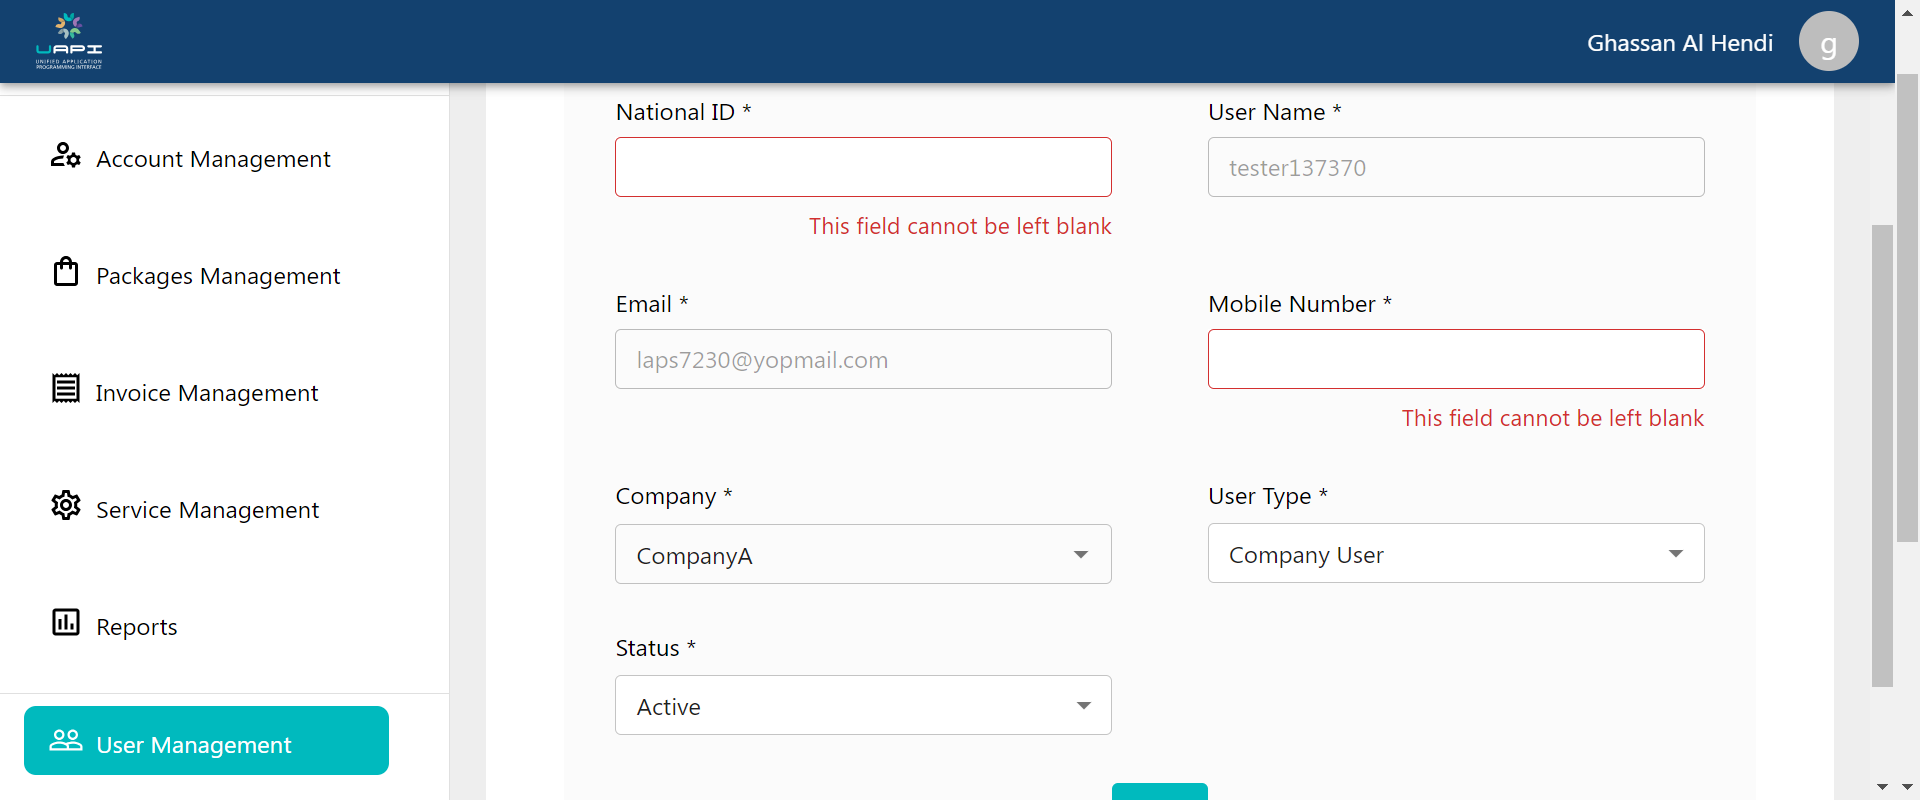 UAPI
UNIFIED APPLICATION
PROGRAMMING INTERFACE
Ghassan Al Hendi
g
Account Management
Packages Management
Invoice Management
Service Management
Reports
User Management
National ID *
This field cannot be left blank
User Name *
tester137370
Email *
laps7230@yopmail.com
Mobile Number *
This field cannot be left blank
Company *
CompanyA
User Type *
Company User
Status *
Active